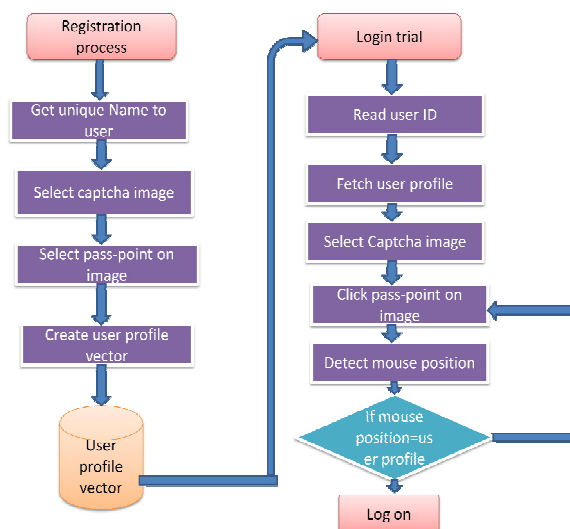 Registration
process
Get unique Name to
user
Select captcha image
Select pass-point on
image
Create user profile
vector
User
profile
vector
Login trial
Read user ID
Fetch user profile
Select Captcha image
Click pass-point on
image
Detect mouse position
If mouse
position=us
er profile
Log on